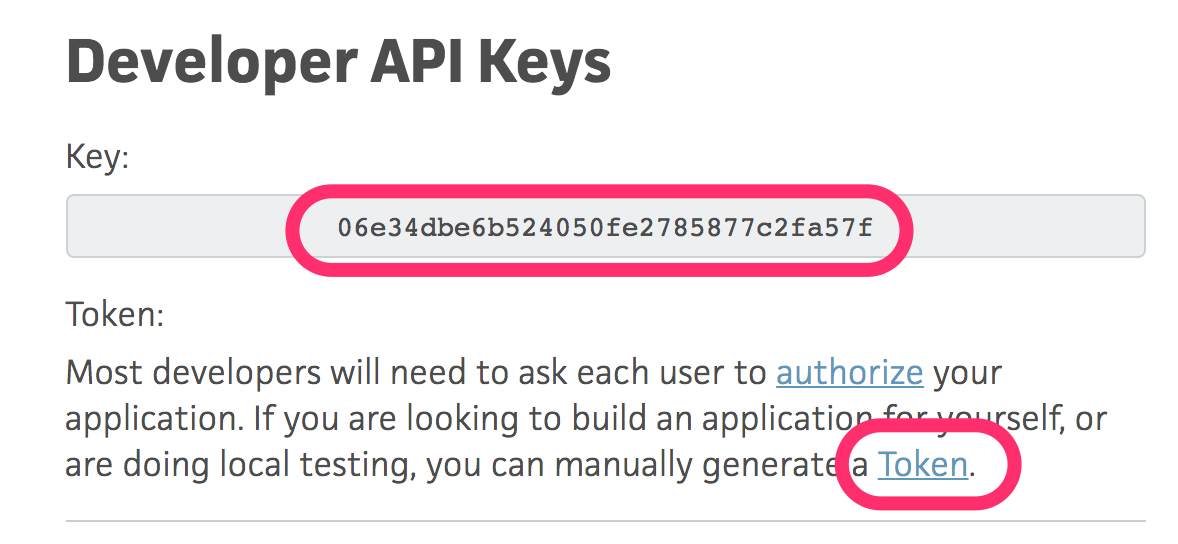 Developer API Keys
Key:
06e34dbe6b524050fe2785877c2fa57f
Token:
Most developers will need to ask each user to authorize your
application. If you are looking to build an application for yourself, or
are doing local testing, you can manually generate a Token.